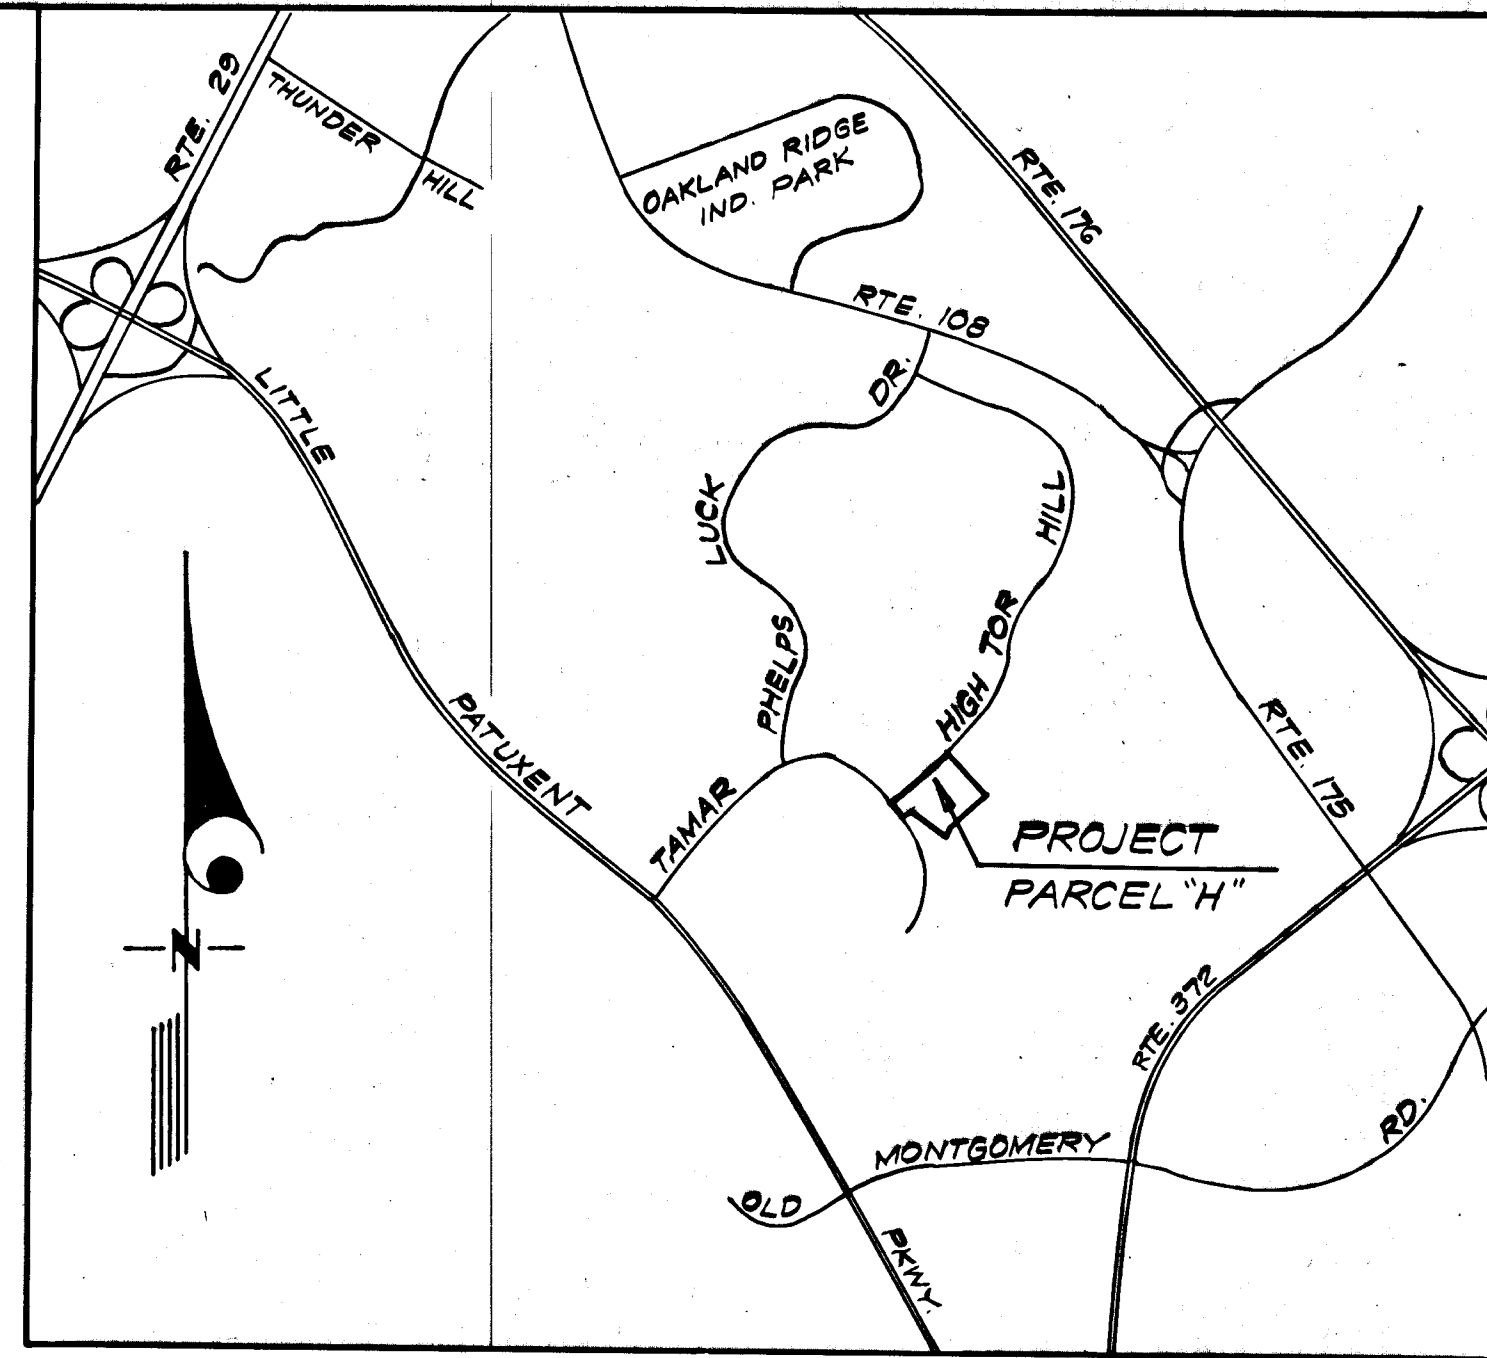 RTE. 29
THUNDER HILL
OAKLAND RIDGE
IND. PARK
RTE. 176
RTE. 108
LITTLE PATUXENT PKWY.
PHELPS LUCK DR.
HIGH TOR HILL
TAMAR
RTE. 175
PROJECT
PARCEL "H"
N
RTE. 372
OLD MONTGOMERY RD.